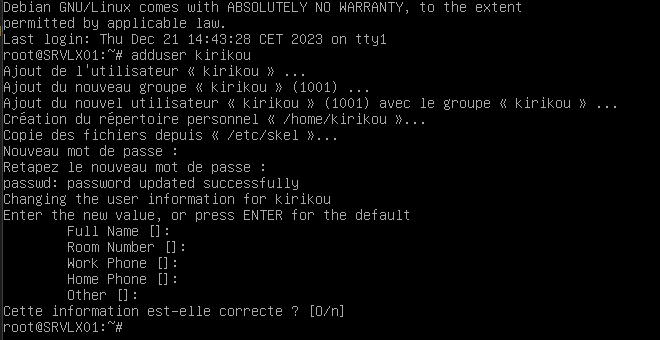 Debian GNU/Linux comes with ABSOLUTELY NO WARRANTY, to the extent
permitted by applicable law.
Last login: Thu Dec 21 14:43:28 CET 2023 on tty1
root@SRVLX01:~# adduser kirikou
Ajout de l'utilisateur « kirikou » ...
Ajout du nouveau groupe « kirikou » (1001) ...
Ajout du nouvel utilisateur « kirikou » (1001) avec le groupe « kirikou » ...
Création du répertoire personnel « /home/kirikou »...
Copie des fichiers depuis « /etc/skel »...
Nouveau mot de passe :
Retapez le nouveau mot de passe :
passwd: password updated successfully
Changing the user information for kirikou
Enter the new value, or press ENTER for the default
Full Name []:
Room Number []:
Work Phone []:
Home Phone []:
Other []:
Cette information est-elle correcte ? [O/n]
root@SRVLX01:~#